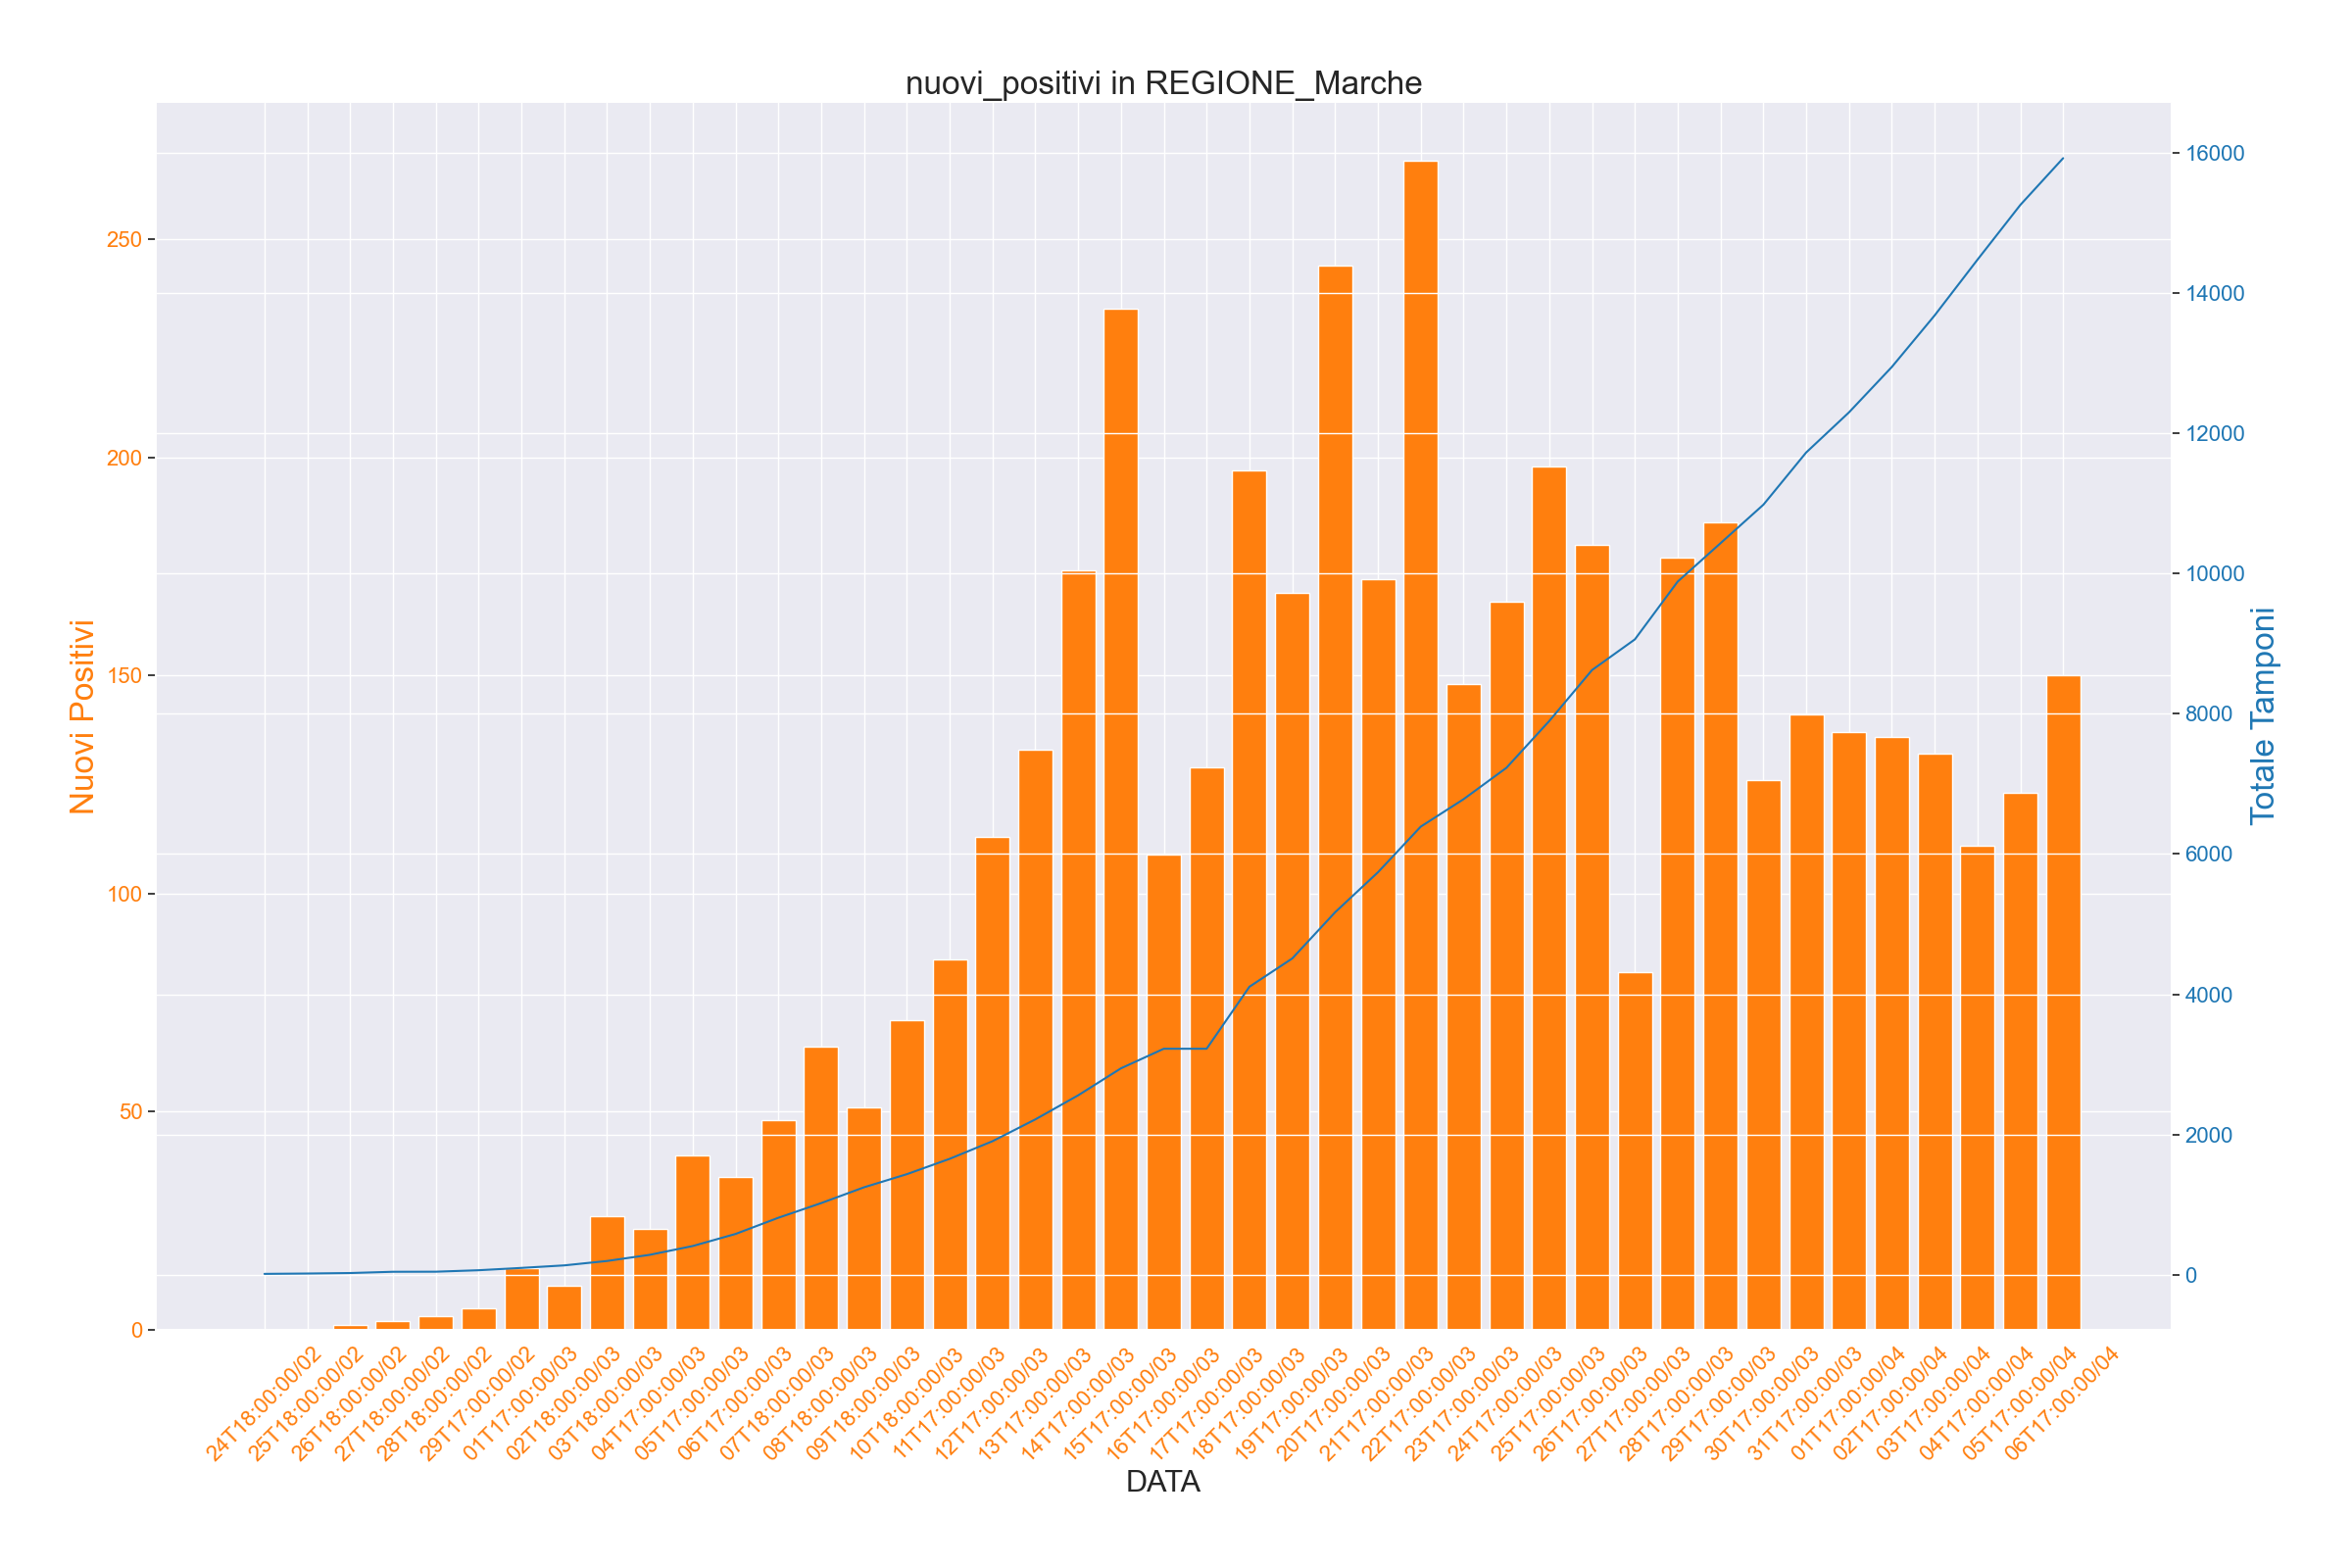 nuovi_positivi in REGIONE_Marche
Nuovi Positivi
250
200
150
100
50
0
Totale Tamponi
16000
14000
12000
10000
8000
6000
4000
2000
0
24T18:00:00/02
25T18:00:00/02
26T18:00:00/02
27T18:00:00/02
28T18:00:00/02
29T17:00:00/02
01T17:00:00/03
02T18:00:00/03
03T18:00:00/03
04T17:00:00/03
05T17:00:00/03
06T17:00:00/03
07T18:00:00/03
08T18:00:00/03
09T18:00:00/03
10T18:00:00/03
11T17:00:00/03
12T17:00:00/03
13T17:00:00/03
14T17:00:00/03
15T17:00:00/03
16T17:00:00/03
17T17:00:00/03
18T17:00:00/03
19T17:00:00/03
20T17:00:00/03
21T17:00:00/03
22T17:00:00/03
23T17:00:00/03
24T17:00:00/03
25T17:00:00/03
26T17:00:00/03
27T17:00:00/03
28T17:00:00/03
29T17:00:00/03
30T17:00:00/03
31T17:00:00/03
01T17:00:00/04
02T17:00:00/04
03T17:00:00/04
04T17:00:00/04
05T17:00:00/04
06T17:00:00/04
DATA